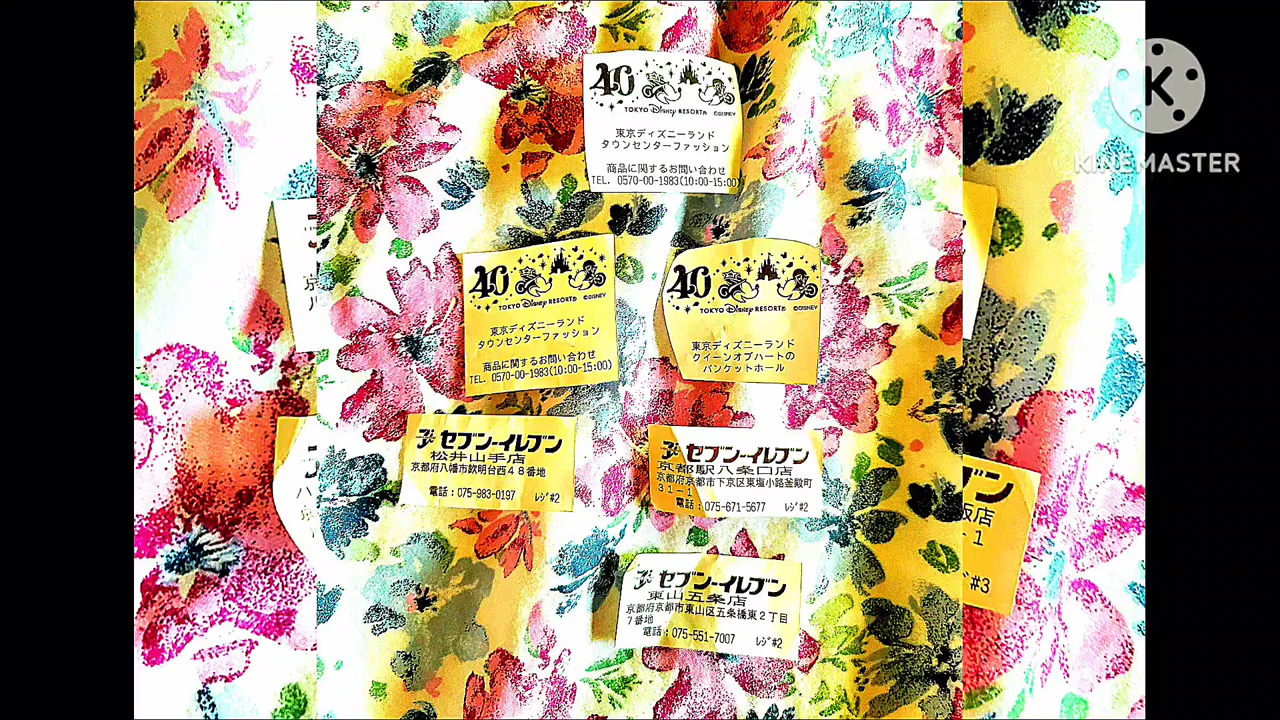 KINEMASTER
40
TOKYO Disney RESORT® ©DISNEY
東京ディズニーランド
タウンセンターファッション
商品に関するお問い合わせ
TEL. 0570-00-1983(10:00-15:00)
40
TOKYO Disney RESORT® ©DISNEY
東京ディズニーランド
タウンセンターファッション
商品に関するお問い合わせ
TEL. 0570-00-1983(10:00-15:00)
40
TOKYO Disney RESORT® ©DISNEY
東京ディズニーランド
クイーンオブハートの
バンケットホール
セブン-イレブン
松井山手店
京都府八幡市欽明台西48番地
電話:075-983-0197 レジ#2
セブン-イレブン
京都駅八条口店
京都府京都市下京区東塩小路釜殿町
31-1
電話:075-671-5677 レジ#2
セブン-イレブン
東山五条店
京都府京都市東山区五条橋東2丁目
7番地
電話:075-551-7007 レジ#2
ブン
店
-1
#3